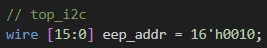 // top_i2c
wire [15:0] eep_addr = 16'h0010;